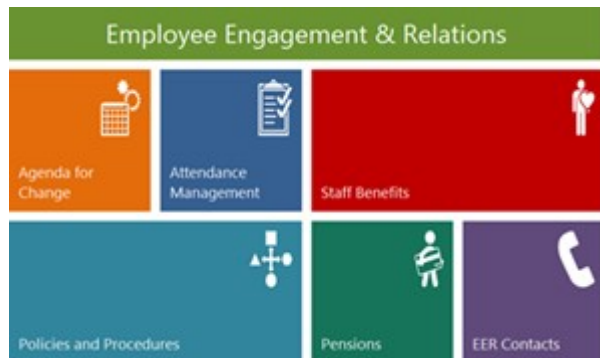 Employee Engagement & Relations
Agenda for
Change
Attendance
Management
Staff Benefits
Policies and Procedures
Pensions
EER Contacts